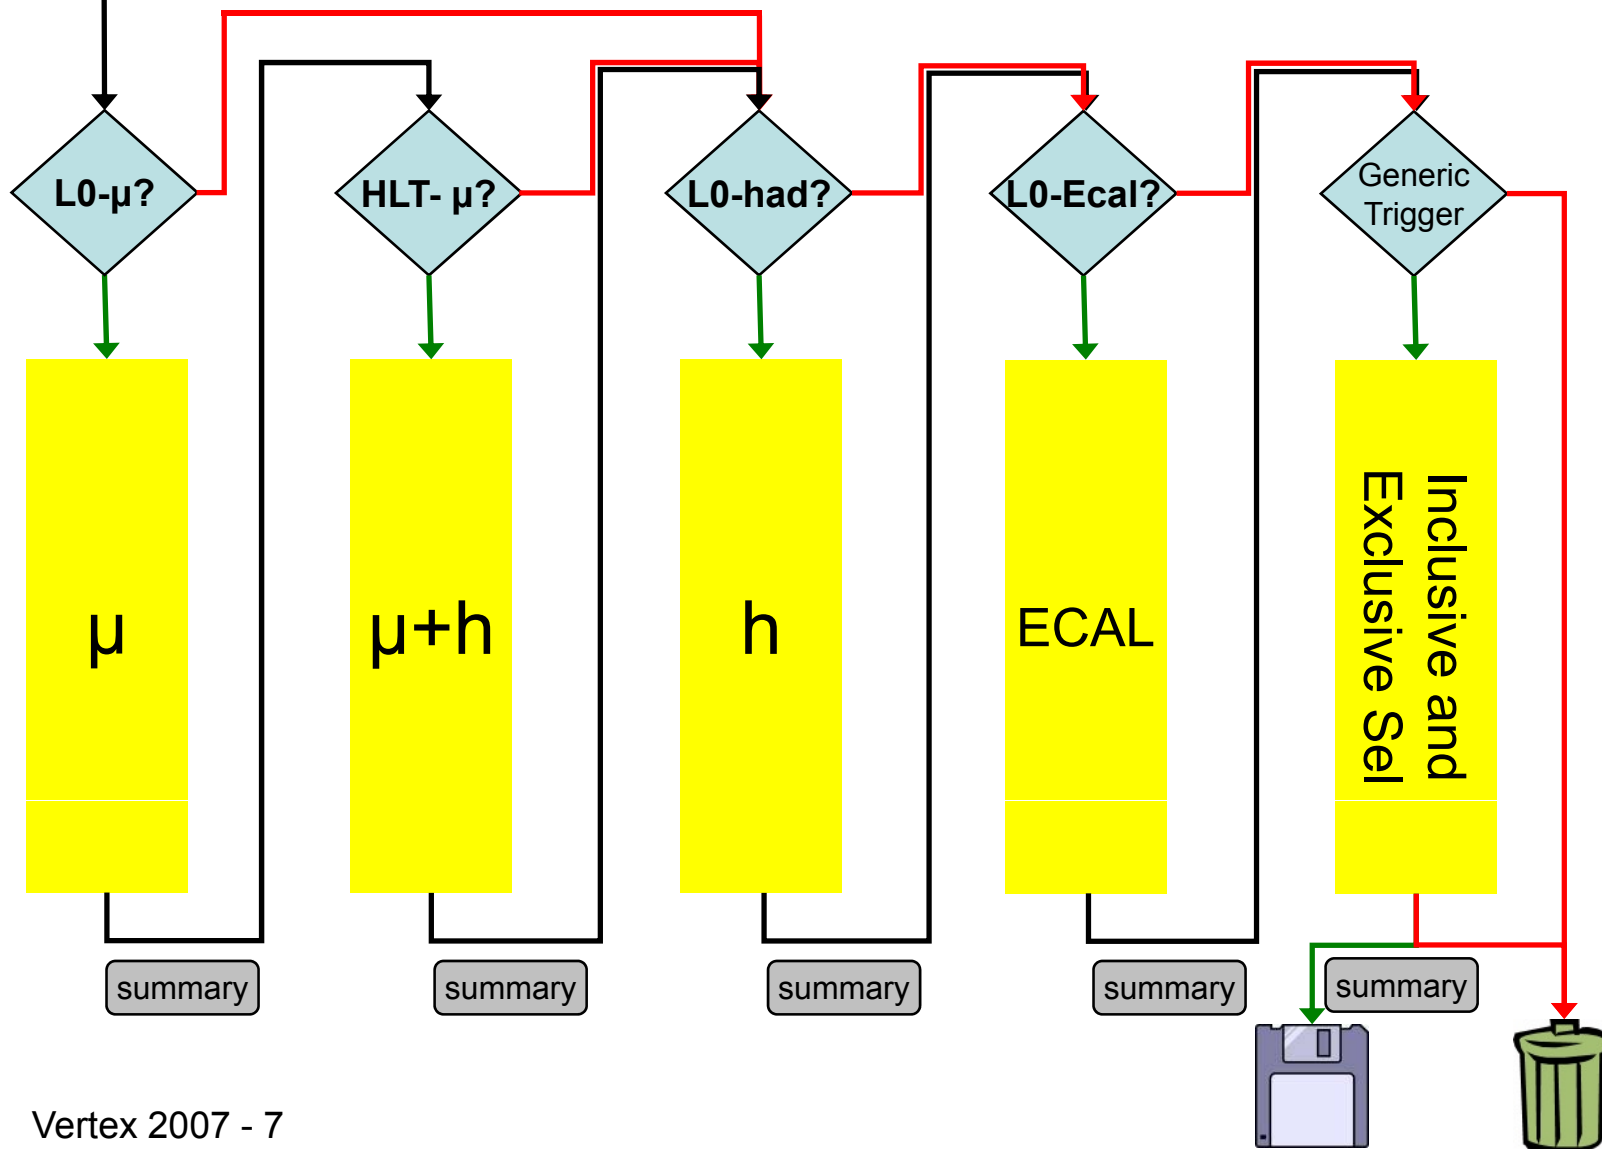 L0-μ?
HLT- μ?
L0-had?
L0-Ecal?
Generic
Trigger
μ
μ+h
h
ECAL
Inclusive and
Exclusive Sel
summary
summary
summary
summary
summary
Vertex 2007 - 7